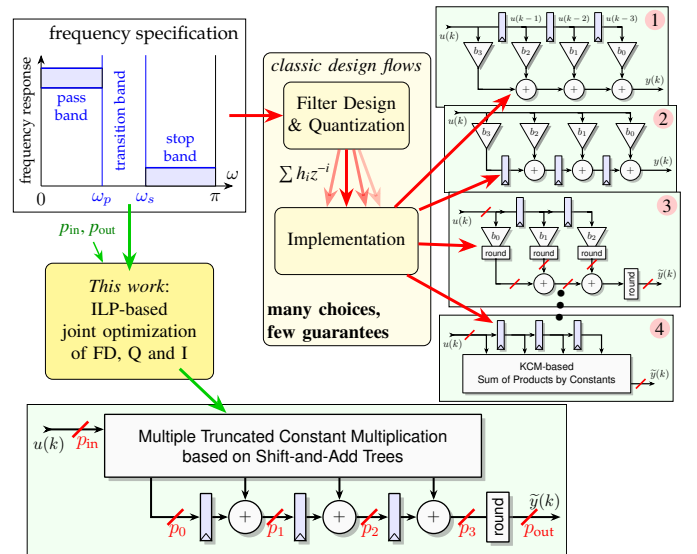 frequency specification
frequency response
pass
band
transition band
stop
band
ω
0
ω_p
ω_s
π
p_in, p_out
This work:
ILP-based
joint optimization
of FD, Q and I
classic design flows
Filter Design
& Quantization
∑ h_i z^{-i}
Implementation
many choices,
few guarantees
1
u(k)
u(k − 1)
u(k − 2)
u(k − 3)
b_3
b_2
b_1
b_0
+
+
+
y(k)
2
u(k)
b_3
b_2
b_1
b_0
+
+
+
y(k)
3
u(k)
b_0
b_1
b_2
round
round
round
+
+
round
ỹ(k)
4
u(k)
KCM-based
Sum of Products by Constants
ỹ(k)
u(k)
p_in
Multiple Truncated Constant Multiplication
based on Shift-and-Add Trees
p_0
+
p_1
+
p_2
+
p_3
round
ỹ(k)
p_out